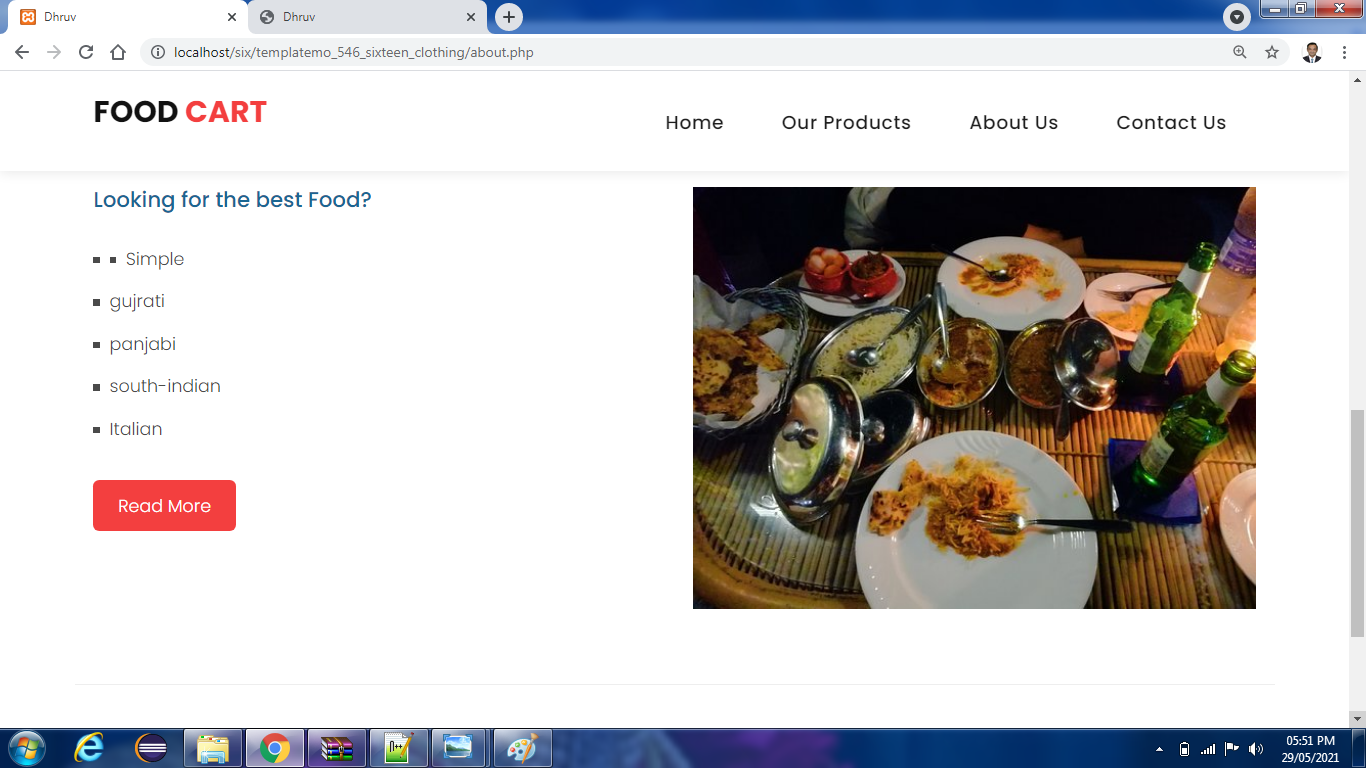 Dhruv
Dhruv
localhost/six/templatemo_546_sixteen_clothing/about.php
FOOD CART
Home
Our Products
About Us
Contact Us
Looking for the best Food?
Simple
gujrati
panjabi
south-indian
Italian
Read More
05:51 PM
29/05/2021